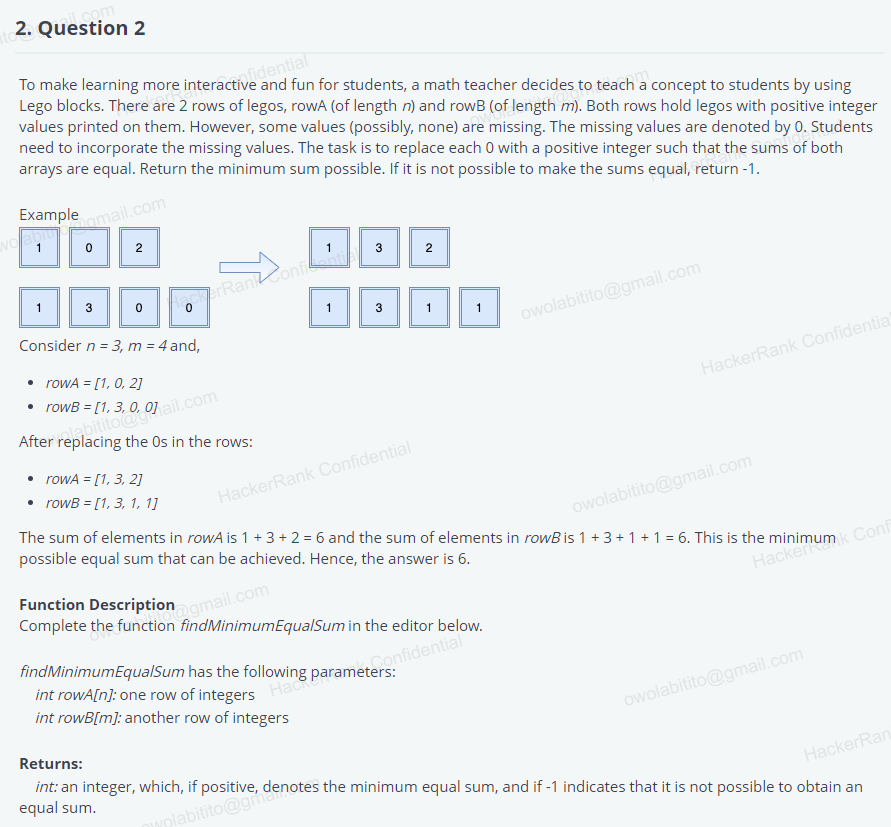 2. Question 2
To make learning more interactive and fun for students, a math teacher decides to teach a concept to students by using
Lego blocks. There are 2 rows of legos, rowA (of length n) and rowB (of length m). Both rows hold legos with positive integer
values printed on them. However, some values (possibly, none) are missing. The missing values are denoted by 0. Students
need to incorporate the missing values. The task is to replace each 0 with a positive integer such that the sums of both
arrays are equal. Return the minimum sum possible. If it is not possible to make the sums equal, return -1.
Example
1 0 2 1 3 2
1 3 0 0 1 3 1 1
Consider n = 3, m = 4 and,
• rowA = [1, 0, 2]
• rowB = [1, 3, 0, 0]
After replacing the 0s in the rows:
• rowA = [1, 3, 2]
• rowB = [1, 3, 1, 1]
The sum of elements in rowA is 1 + 3 + 2 = 6 and the sum of elements in rowB is 1 + 3 + 1 + 1 = 6. This is the minimum
possible equal sum that can be achieved. Hence, the answer is 6.
Function Description
Complete the function findMinimumEqualSum in the editor below.
findMinimumEqualSum has the following parameters:
int rowA[n]: one row of integers
int rowB[m]: another row of integers
Returns:
int: an integer, which, if positive, denotes the minimum equal sum, and if -1 indicates that it is not possible to obtain an
equal sum.
HackerRank Confidential
owolabitito@gmail.com